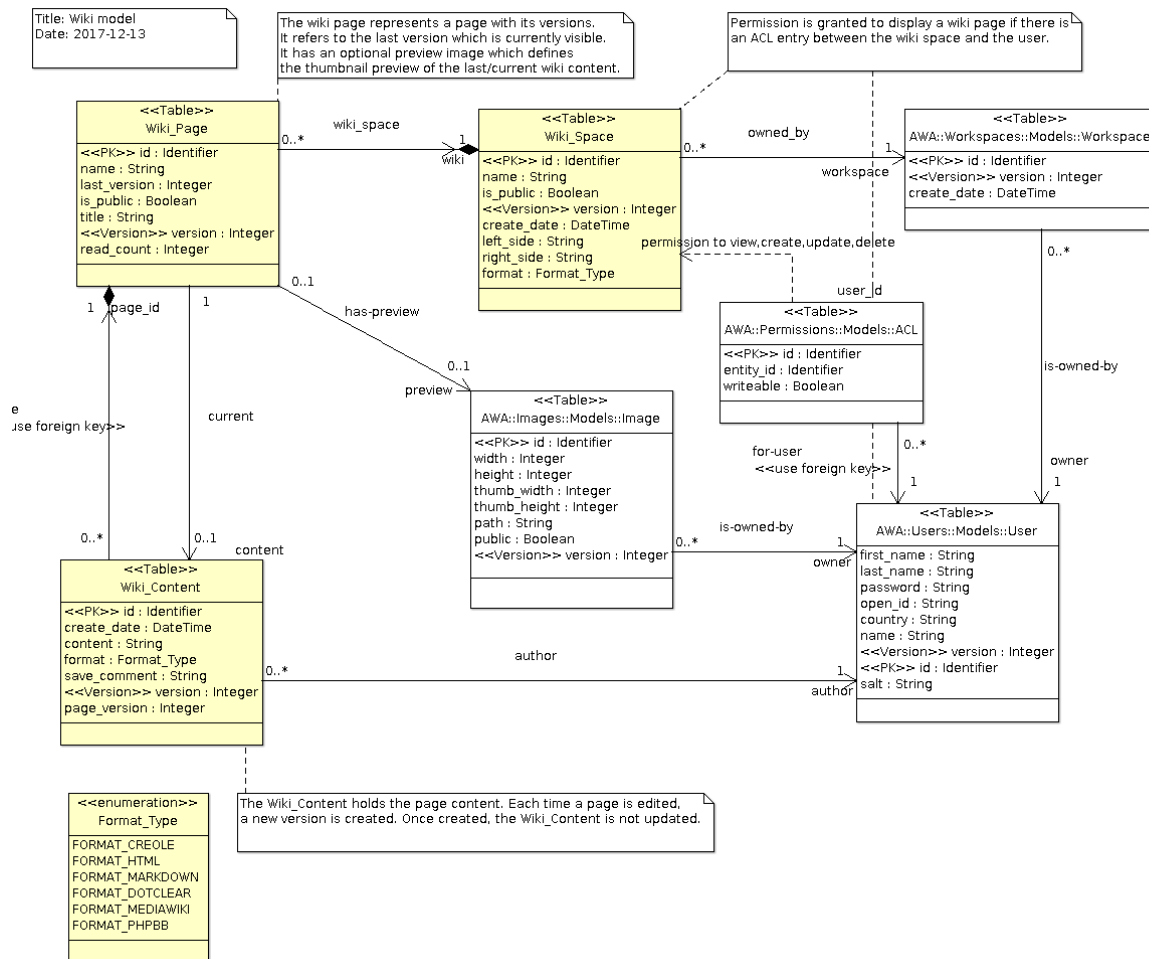 Title: Wiki model
Date: 2017-12-13
The wiki page represents a page with its versions.
It refers to the last version which is currently visible.
It has an optional preview image which defines
the thumbnail preview of the last/current wiki content.
Permission is granted to display a wiki page if there is
an ACL entry between the wiki space and the user.
<<Table>>
Wiki_Page
<<PK>> id : Identifier
name : String
last_version : Integer
is_public : Boolean
title : String
<<Version>> version : Integer
read_count : Integer
0..*
wiki_space
1
wiki
<<Table>>
Wiki_Space
<<PK>> id : Identifier
name : String
is_public : Boolean
<<Version>> version : Integer
create_date : DateTime
left_side : String
right_side : String
format : Format_Type
0..*
owned_by
1
workspace
<<Table>>
AWA::Workspaces::Models::Workspace
<<PK>> id : Identifier
<<Version>> version : Integer
create_date : DateTime
permission to view,create,update,delete
0..*
user_id
0..1
has-preview
0..1
preview
1
page_id
1
<<Table>>
AWA::Permissions::Models::ACL
<<PK>> id : Identifier
entity_id : Identifier
writeable : Boolean
is-owned-by
owner
1
<<Table>>
AWA::Images::Models::Image
<<PK>> id : Identifier
width : Integer
height : Integer
thumb_width : Integer
thumb_height : Integer
path : String
public : Boolean
<<Version>> version : Integer
e
use foreign key>>
current
for-user
<<use foreign key>>
0..*
1
0..*
is-owned-by
1
owner
<<Table>>
AWA::Users::Models::User
first_name : String
last_name : String
password : String
open_id : String
country : String
name : String
<<Version>> version : Integer
<<PK>> id : Identifier
salt : String
0..*
0..1
content
<<Table>>
Wiki_Content
<<PK>> id : Identifier
create_date : DateTime
content : String
format : Format_Type
save_comment : String
<<Version>> version : Integer
page_version : Integer
0..*
author
1
author
The Wiki_Content holds the page content. Each time a page is edited,
a new version is created. Once created, the Wiki_Content is not updated.
<<enumeration>>
Format_Type
FORMAT_CREOLE
FORMAT_HTML
FORMAT_MARKDOWN
FORMAT_DOTCLEAR
FORMAT_MEDIAWIKI
FORMAT_PHPBB